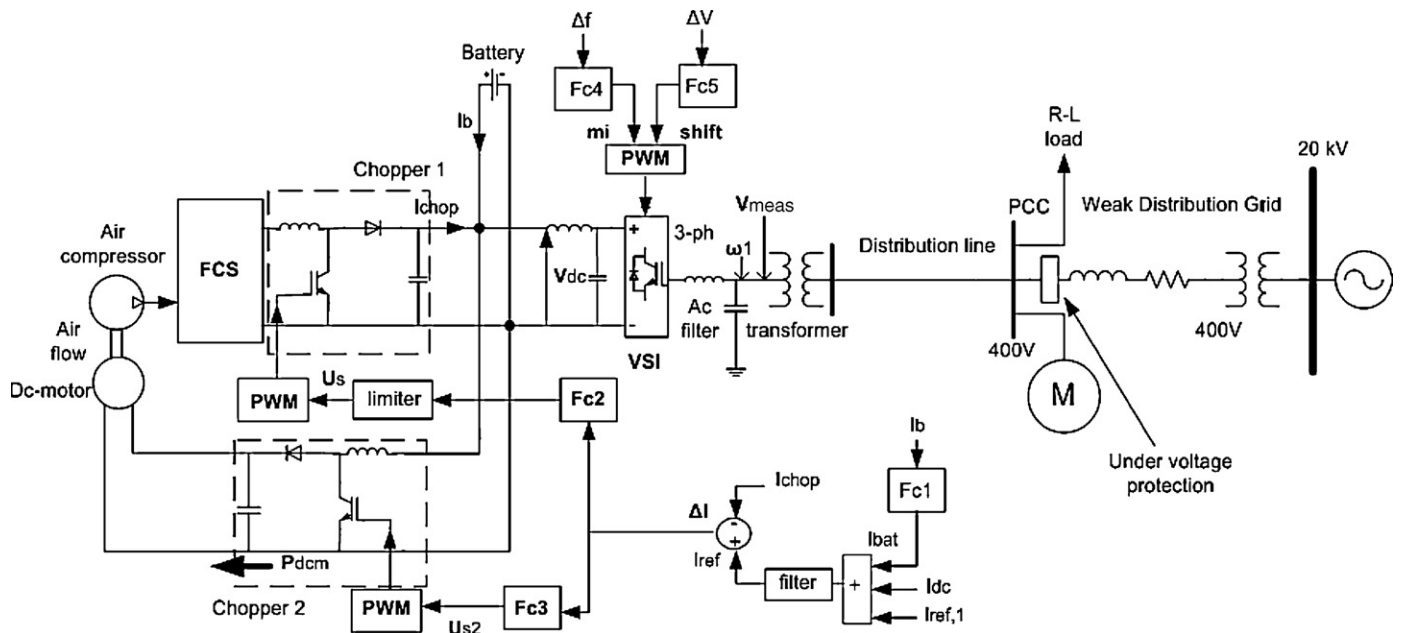 Δf
ΔV
Battery
Fc4
Fc5
Ib
mi
shift
PWM
Chopper 1
Ichop
R-L
load
20 kV
Air
compressor
FCS
Vdc
+
-
3-ph
VSI
Ac
filter
ω1
Vmeas
transformer
Distribution line
PCC
400V
Weak Distribution Grid
400V
M
Under voltage
protection
Air
flow
Dc-motor
PWM
Us
limiter
Fc2
Pdcm
Chopper 2
PWM
Us2
Fc3
ΔI
Ichop
-
+
Iref
filter
+
Ib
Fc1
Ibat
Idc
Iref,1